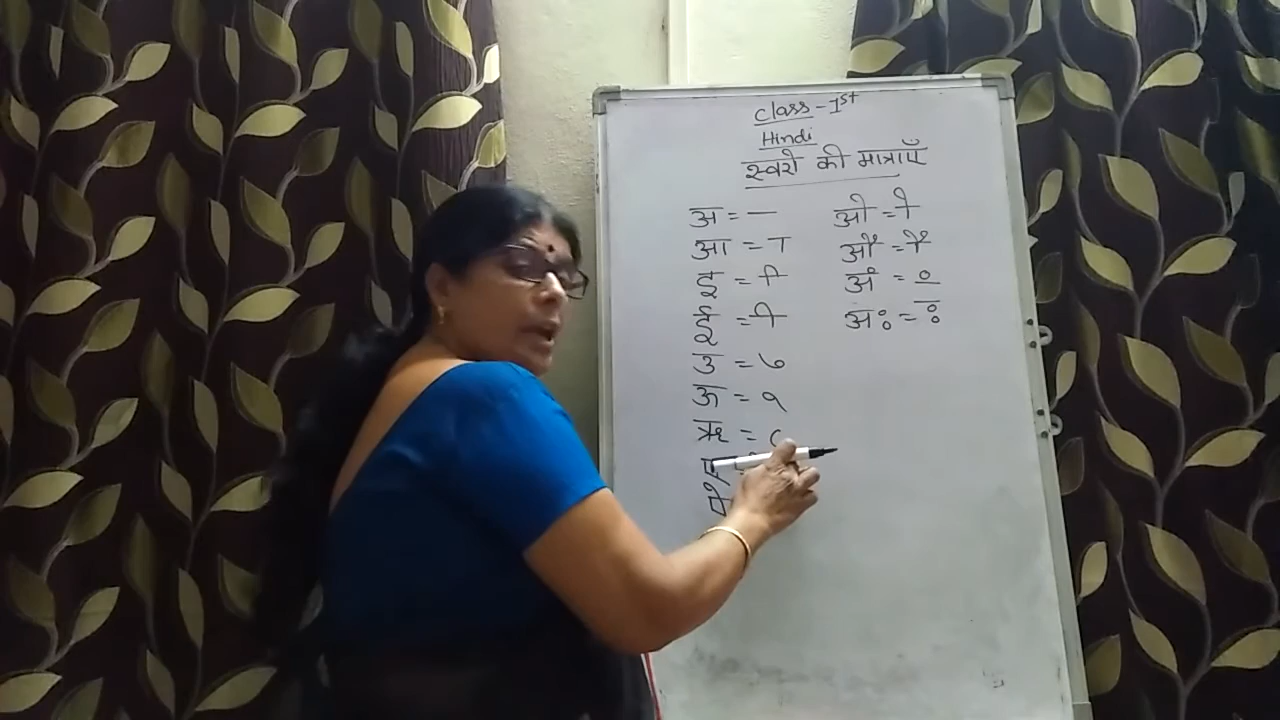 Class - 1st
Hindi
स्वरो की मात्राएँ
अ = —
आ = ा
इ = ि
ई = ी
उ = ु
ऊ = ू
ऋ = ृ
ए =
ऐ
ओ = ो
औ = ौ
अं = ं
अः = ः